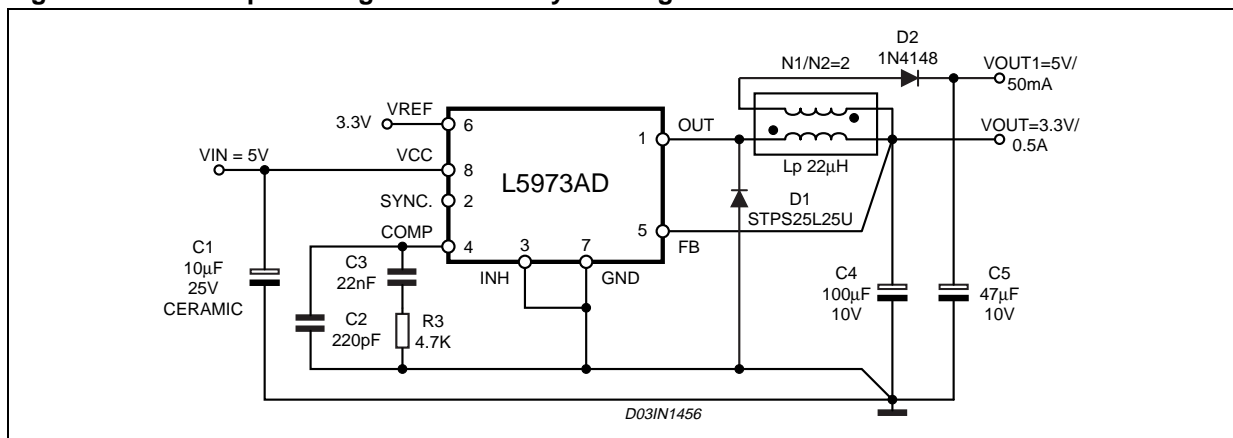 D2
1N4148
N1/N2=2
VOUT1=5V/
50mA
VREF
3.3V
6
1
OUT
VOUT=3.3V/
0.5A
VIN = 5V
VCC
8
L5973AD
Lp 22μH
SYNC.
2
D1
STPS25L25U
COMP
4
3
7
5
FB
INH
GND
C1
10μF
25V
CERAMIC
C3
22nF
C2
220pF
R3
4.7K
C4
100μF
10V
C5
47μF
10V
D03IN1456